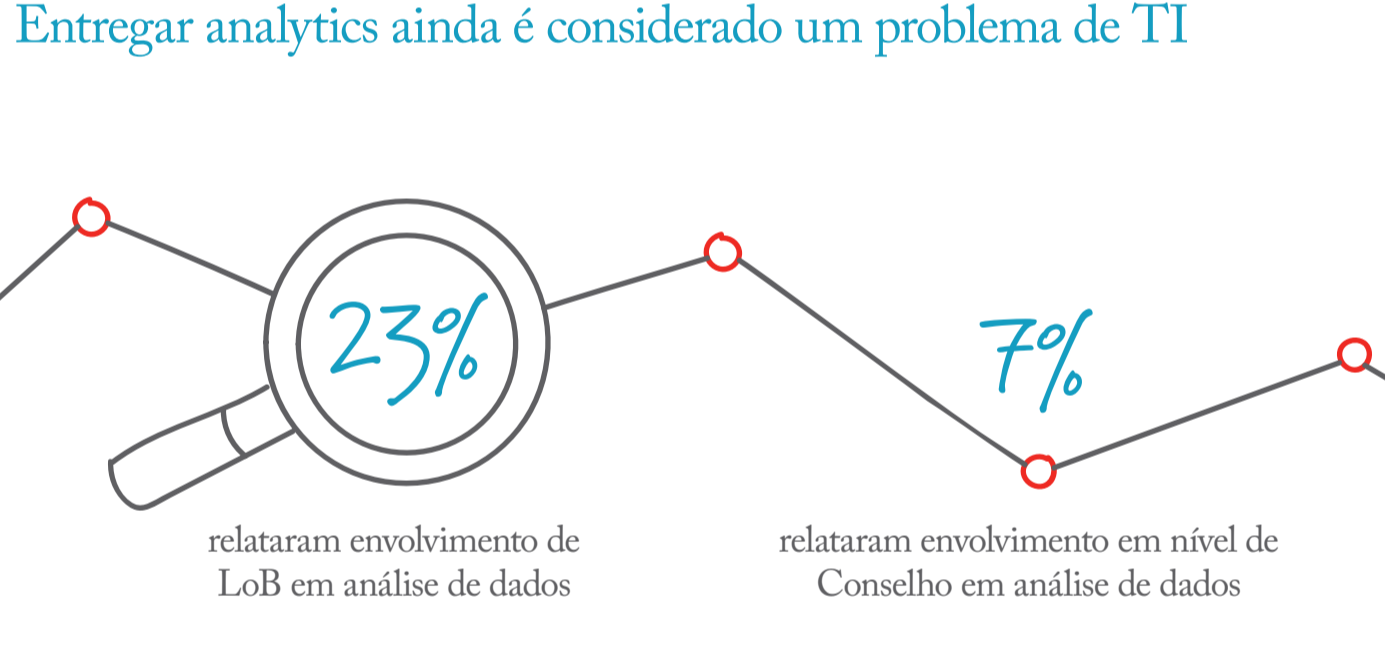 Entregar analytics ainda é considerado um problema de TI
23%
relataram envolvimento de
LoB em análise de dados
7%
relataram envolvimento em nível de
Conselho em análise de dados